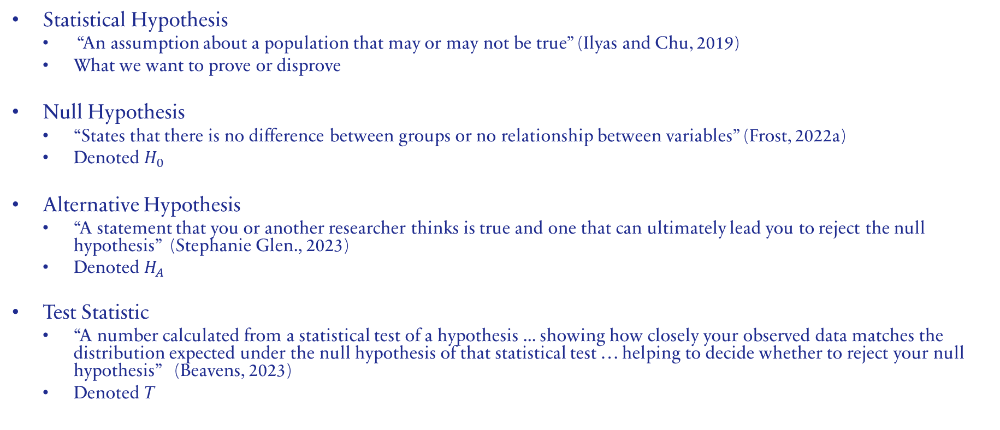 • Statistical Hypothesis
• “An assumption about a population that may or may not be true” (Ilyas and Chu, 2019)
• What we want to prove or disprove
• Null Hypothesis
• “States that there is no difference between groups or no relationship between variables” (Frost, 2022a)
• Denoted H₀
• Alternative Hypothesis
• “A statement that you or another researcher thinks is true and one that can ultimately lead you to reject the null
hypothesis” (Stephanie Glen., 2023)
• Denoted H_A
• Test Statistic
• “A number calculated from a statistical test of a hypothesis ... showing how closely your observed data matches the
distribution expected under the null hypothesis of that statistical test … helping to decide whether to reject your null
hypothesis” (Beavens, 2023)
• Denoted T